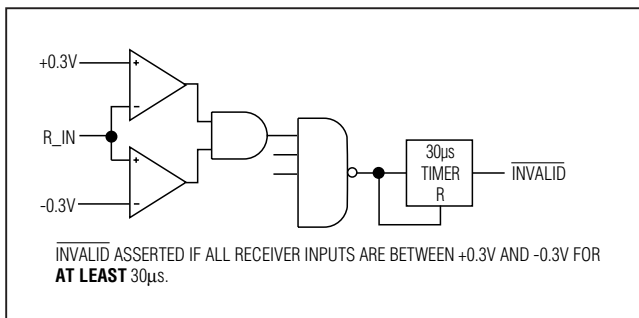 +0.3V
+
-
R_IN
+
-
-0.3V
30μs
TIMER
R
INVALID
INVALID ASSERTED IF ALL RECEIVER INPUTS ARE BETWEEN +0.3V AND -0.3V FOR
AT LEAST 30μs.